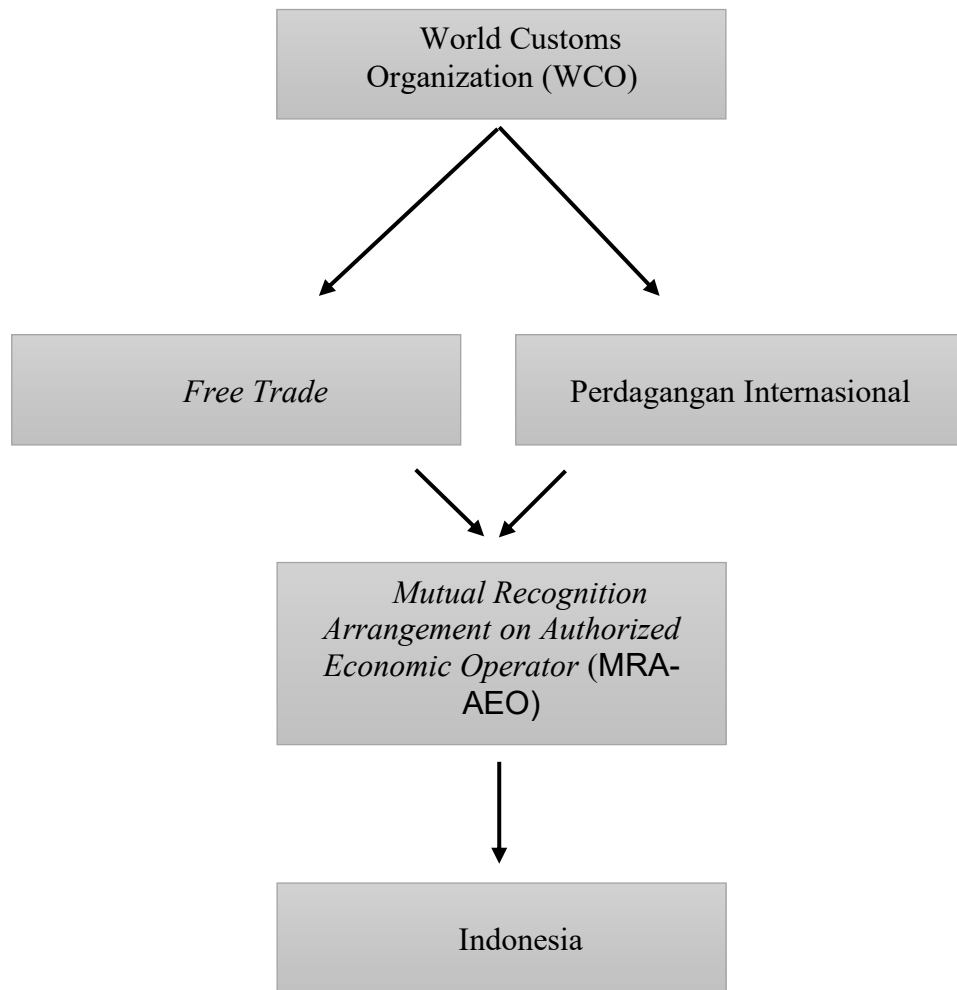 World Customs
Organization (WCO)
Free Trade
Perdagangan Internasional
Mutual Recognition
Arrangement on Authorized
Economic Operator (MRA-
AEO)
Indonesia